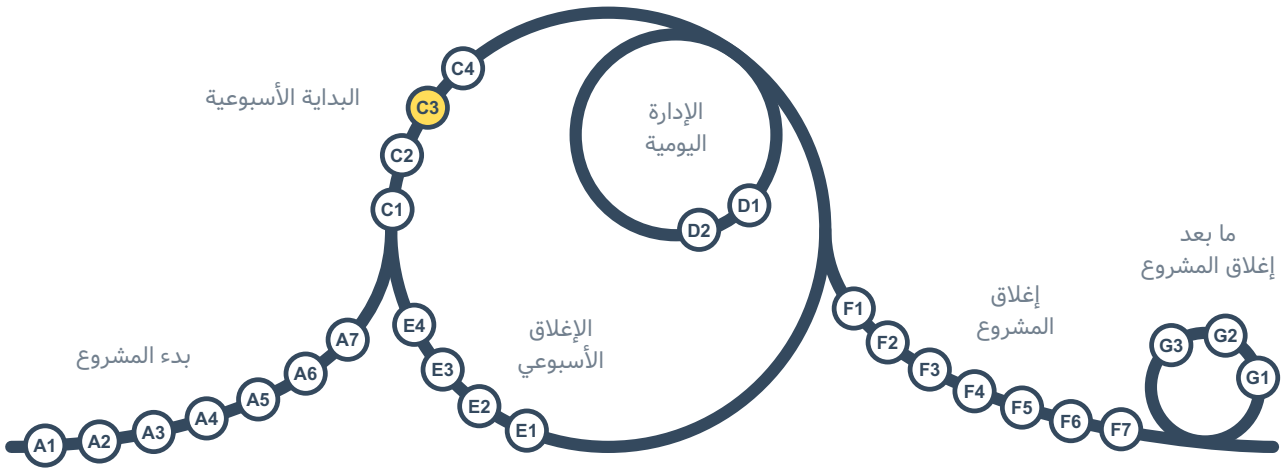 البداية الأسبوعية
C4
C3
C2
C1
الإدارة
اليومية
D1
D2
بدء المشروع
A1
A2
A3
A4
A5
A6
A7
الإغلاق
الأسبوعي
E4
E3
E2
E1
إغلاق
المشروع
F1
F2
F3
F4
F5
F6
F7
ما بعد
إغلاق المشروع
G3
G2
G1